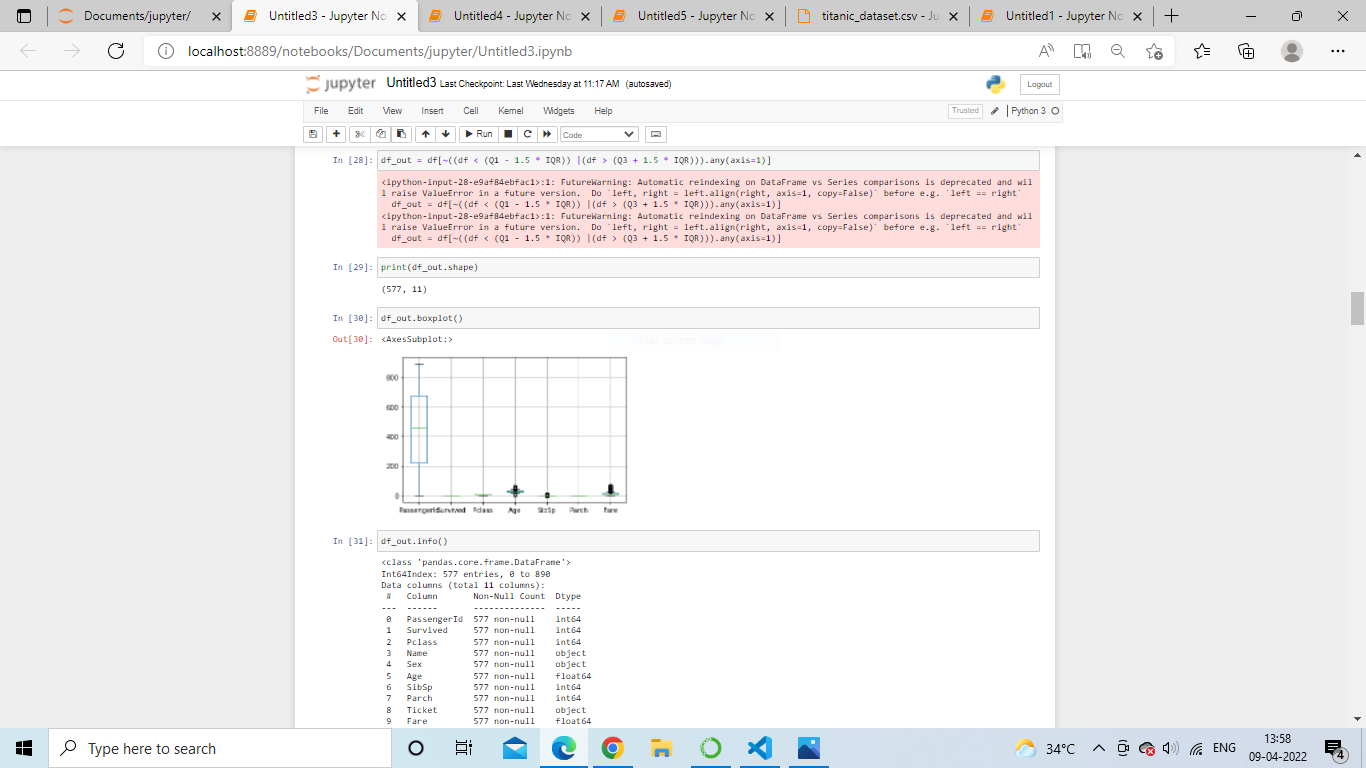 Documents/jupyter/
Untitled3 - Jupyter No
Untitled4 - Jupyter No
Untitled5 - Jupyter No
titanic_dataset.csv - Ju
Untitled1 - Jupyter No
localhost:8889/notebooks/Documents/jupyter/Untitled3.ipynb
jupyter Untitled3 Last Checkpoint: Last Wednesday at 11:17 AM (autosaved)
Logout
File Edit View Insert Cell Kernel Widgets Help
Trusted
Python 3
Run
Code
In [28]: df_out = df[~((df < (Q1 - 1.5 * IQR)) |(df > (Q3 + 1.5 * IQR))).any(axis=1)]
<ipython-input-28-e9af84ebfac1>:1: FutureWarning: Automatic reindexing on DataFrame vs Series comparisons is deprecated and wil
l raise ValueError in a future version. Do `left, right = left.align(right, axis=1, copy=False)` before e.g. `left == right`
df_out = df[~((df < (Q1 - 1.5 * IQR)) |(df > (Q3 + 1.5 * IQR))).any(axis=1)]
<ipython-input-28-e9af84ebfac1>:1: FutureWarning: Automatic reindexing on DataFrame vs Series comparisons is deprecated and wil
l raise ValueError in a future version. Do `left, right = left.align(right, axis=1, copy=False)` before e.g. `left == right`
df_out = df[~((df < (Q1 - 1.5 * IQR)) |(df > (Q3 + 1.5 * IQR))).any(axis=1)]
In [29]: print(df_out.shape)
(577, 11)
In [30]: df_out.boxplot()
Out[30]: <AxesSubplot:>
800
600
400
200
0
PassengerId Survived Pclass Age SibSp Parch Fare
In [31]: df_out.info()
<class 'pandas.core.frame.DataFrame'>
Int64Index: 577 entries, 0 to 890
Data columns (total 11 columns):
# Column Non-Null Count Dtype
--- ------ -------------- -----
0 PassengerId 577 non-null int64
1 Survived 577 non-null int64
2 Pclass 577 non-null int64
3 Name 577 non-null object
4 Sex 577 non-null object
5 Age 577 non-null float64
6 SibSp 577 non-null int64
7 Parch 577 non-null int64
8 Ticket 577 non-null object
9 Fare 577 non-null float64
Type here to search
34°C
ENG
13:58
09-04-2022
4